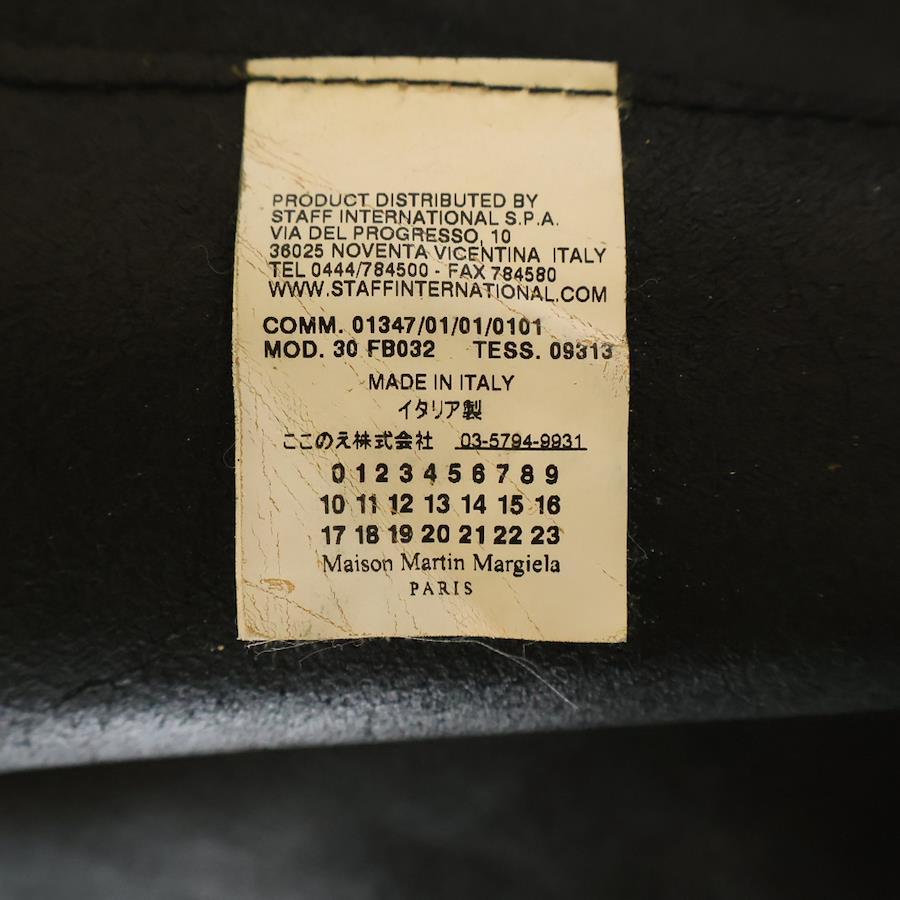 PRODUCT DISTRIBUTED BY
STAFF INTERNATIONAL S.P.A.
VIA DEL PROGRESSO, 10
36025 NOVENTA VICENTINA ITALY
TEL 0444/784500 - FAX 784580
WWW.STAFFINTERNATIONAL.COM
COMM. 01347/01/01/0101
MOD. 30 FB032 TESS. 09313
MADE IN ITALY
イタリア製
ここのえ株式会社 03-5794-9931
0 1 2 3 4 5 6 7 8 9
10 11 12 13 14 15 16
17 18 19 20 21 22 23
Maison Martin Margiela
PARIS